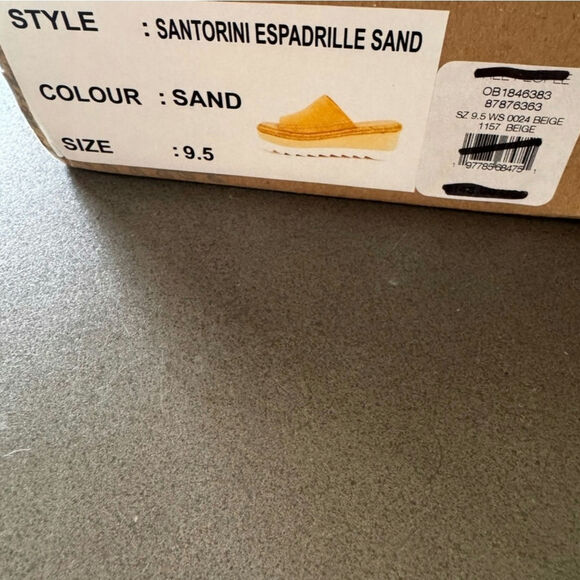 STYLE : SANTORINI ESPADRILLE SAND
COLOUR : SAND
SIZE : 9.5
OB1846383
87876363
SZ 9.5 WS 0024 BEIGE
1157 BEIGE